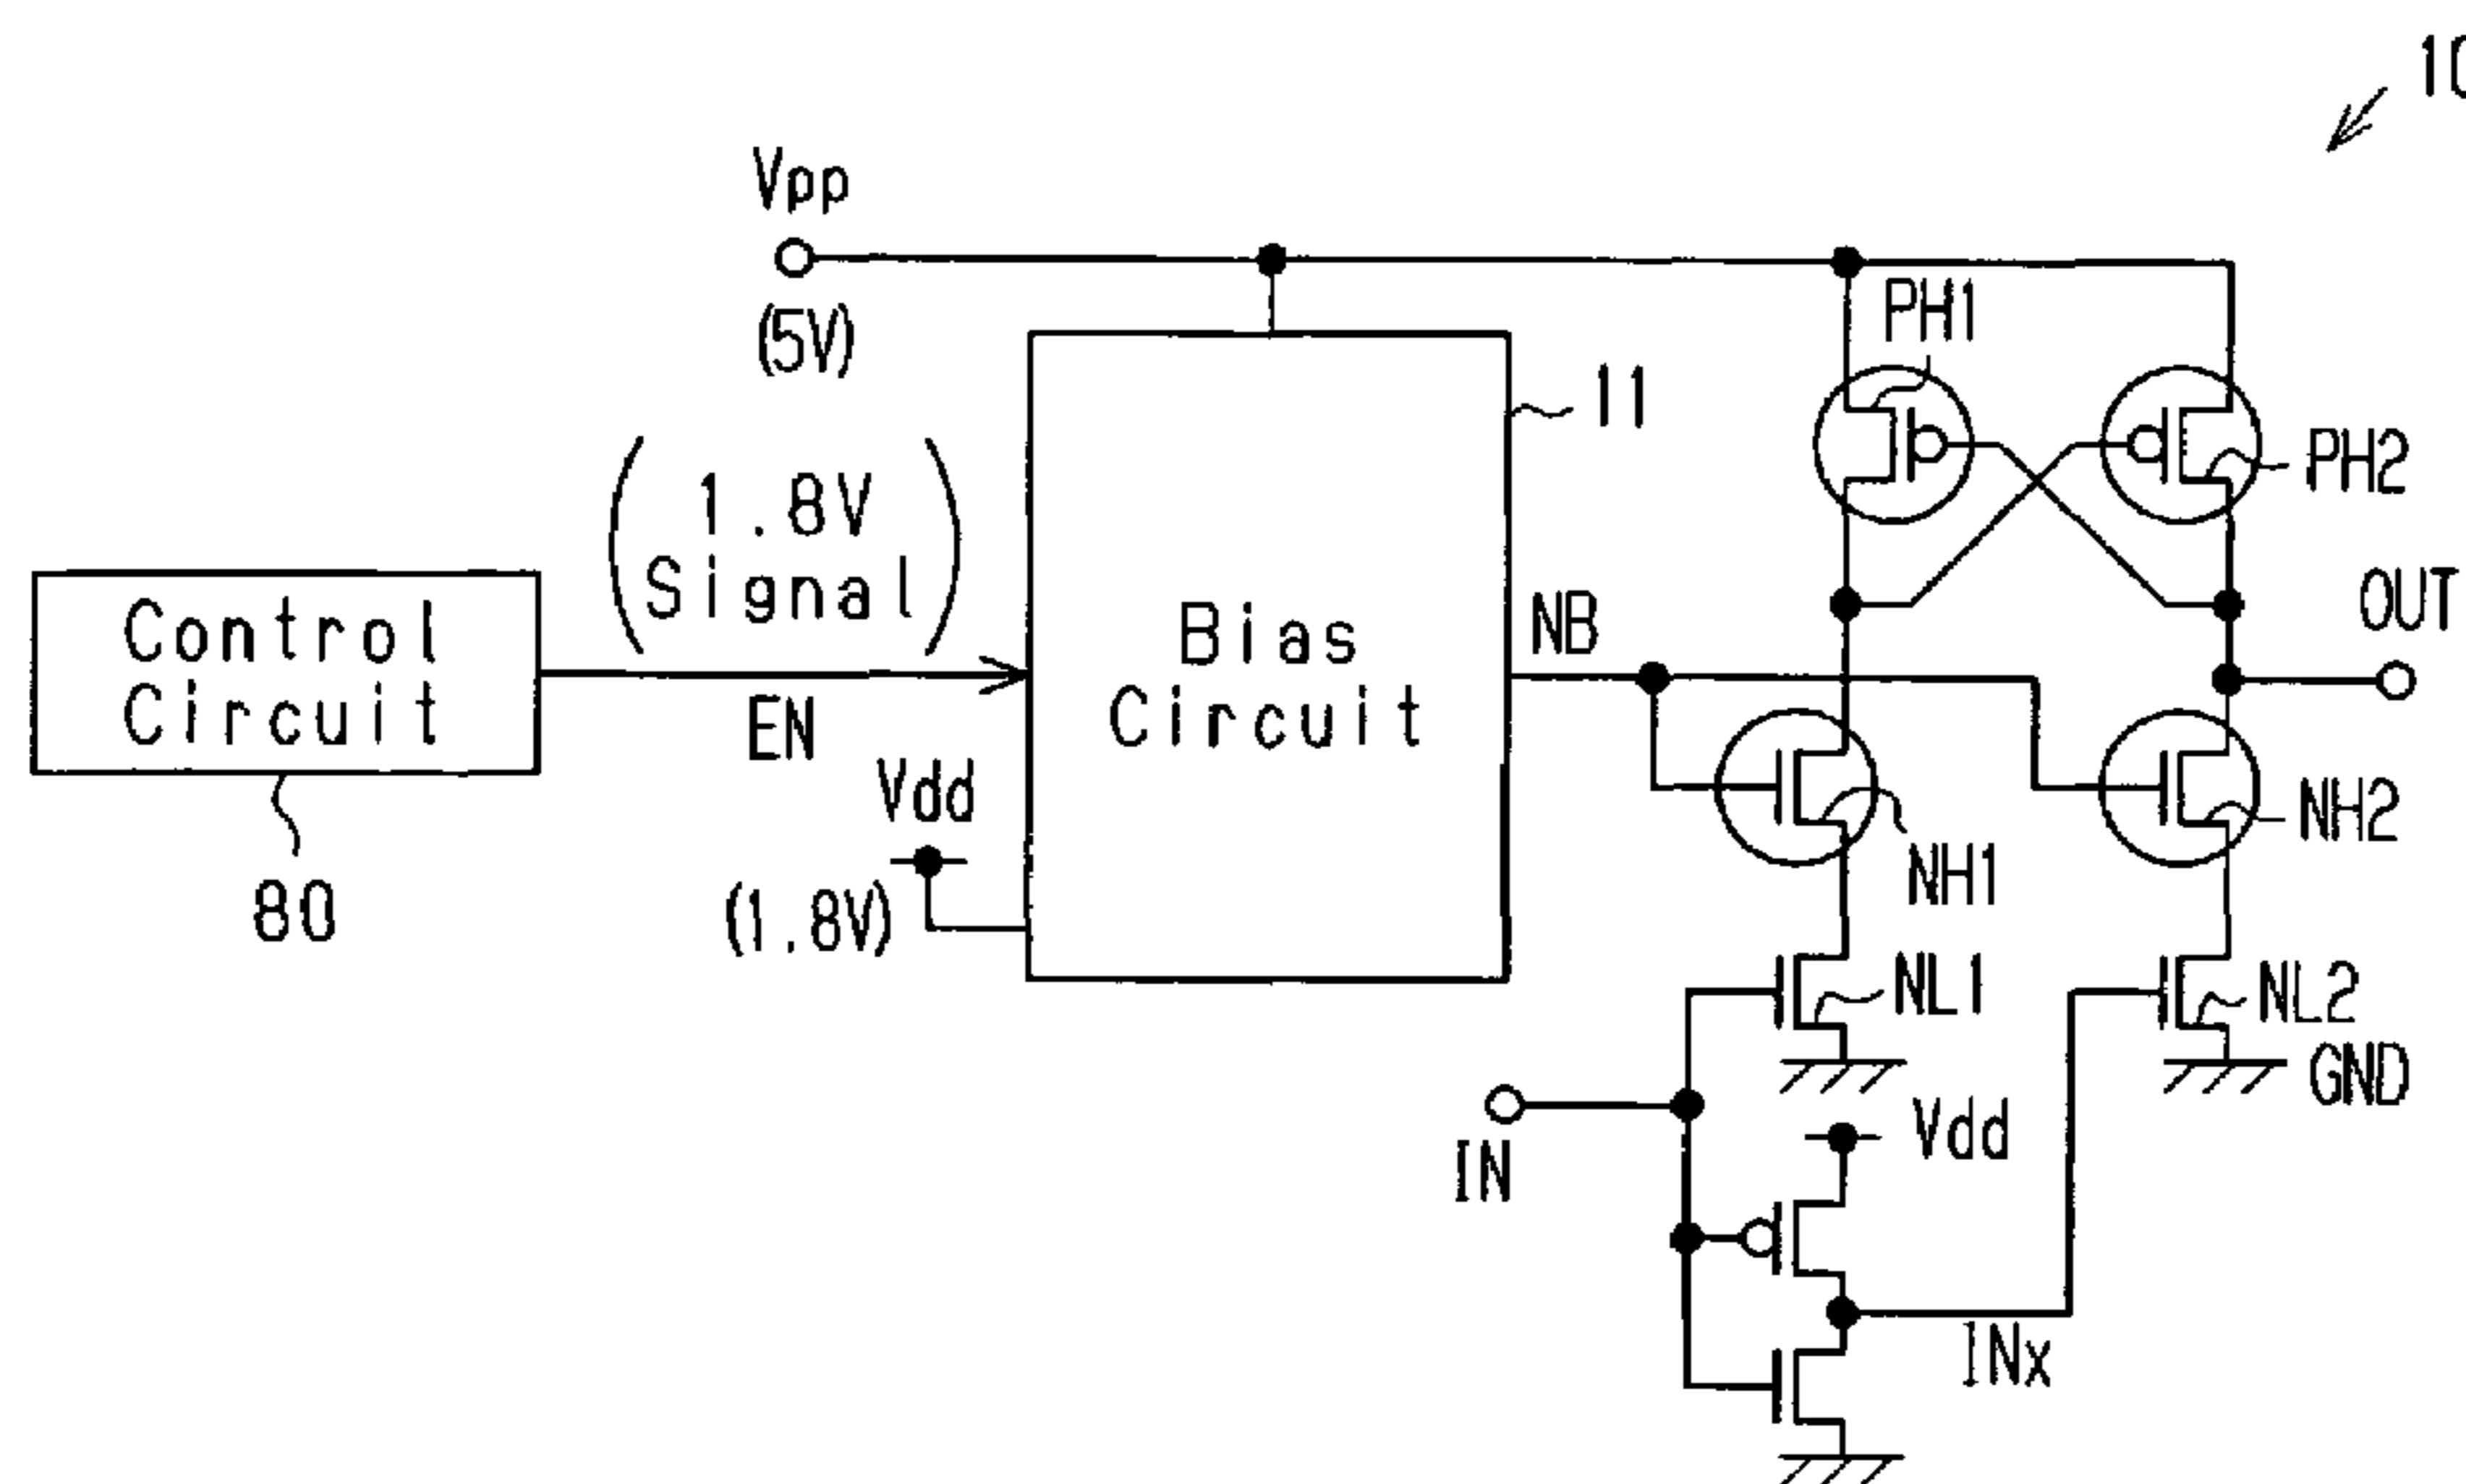 10
Vpp
(5V)
PH1
11
PH2
(1.8V
Signal)
Control
Circuit
EN
80
Vdd
(1.8V)
Bias
Circuit
NB
OUT
NH1
NH2
NL1
NL2
GND
IN
Vdd
INx